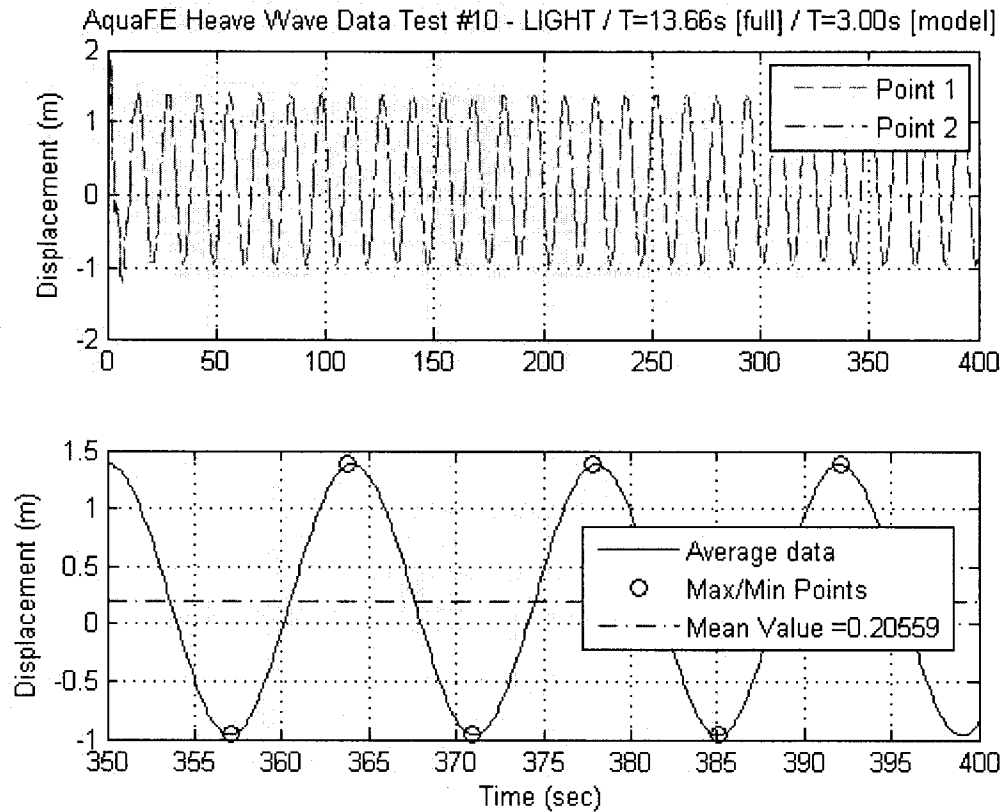 AquaFE Heave Wave Data Test #10 - LIGHT / T=13.66s [full] / T=3.00s [model]
Displacement (m)
2
1
0
-1
-2
Point 1
Point 2
0 50 100 150 200 250 300 350 400
Displacement (m)
1.5
1
0.5
0
-0.5
-1
Average data
Max/Min Points
Mean Value =0.20559
350 355 360 365 370 375 380 385 390 395 400
Time (sec)